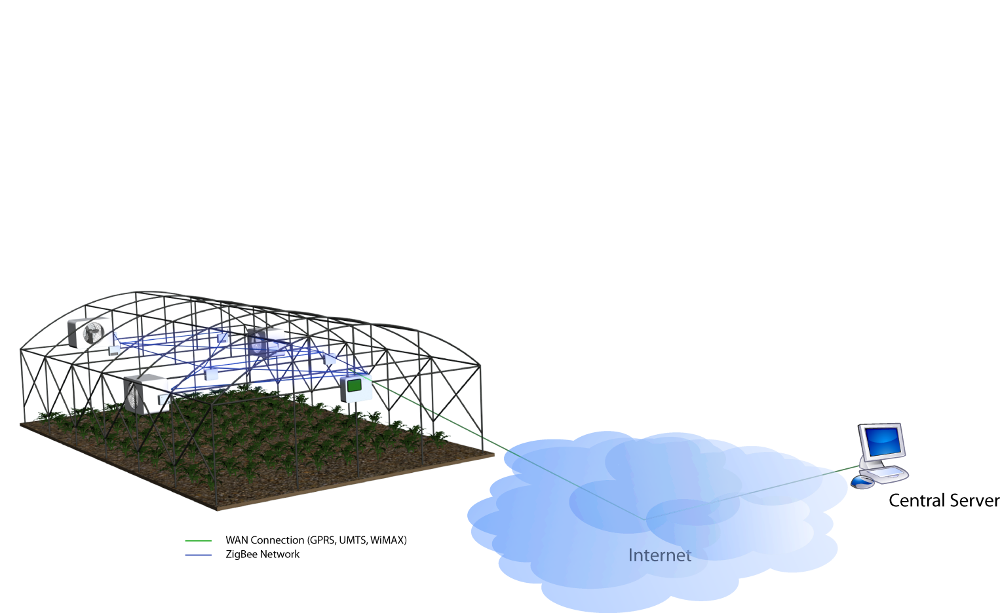 Central Server
WAN Connection (GPRS, UMTS, WiMAX)
ZigBee Network
Internet